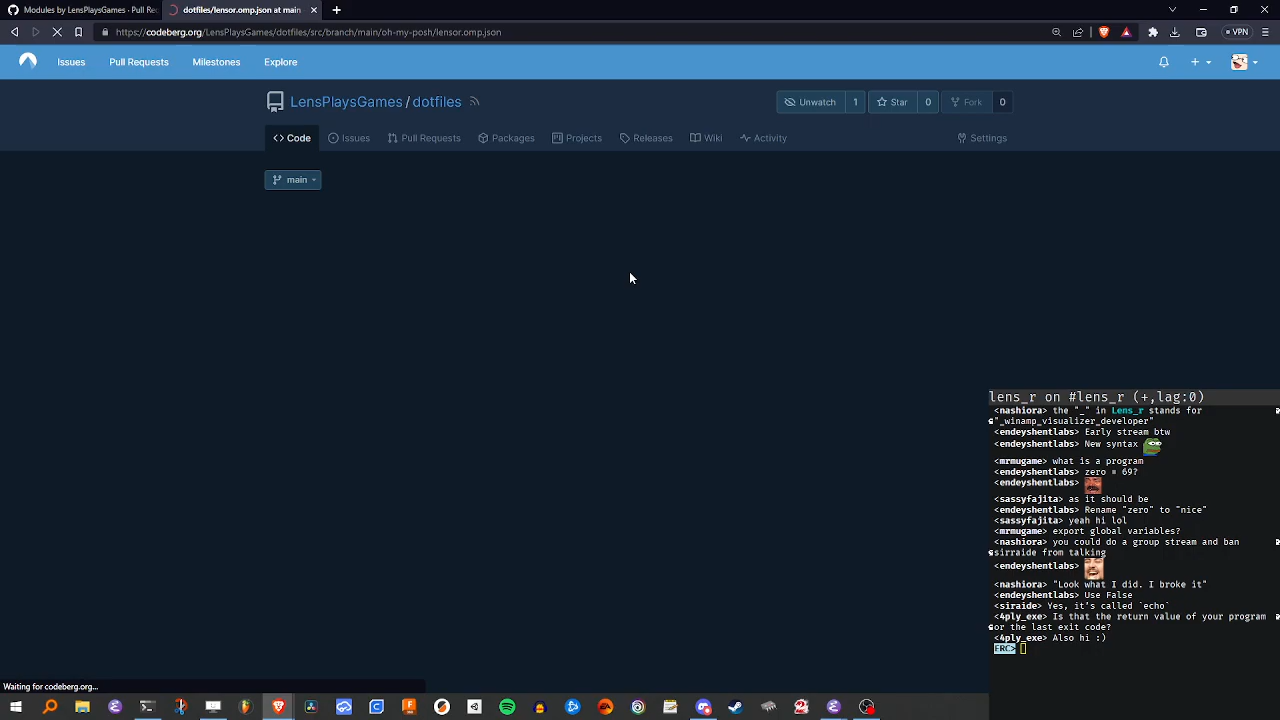 Modules by LensPlaysGames · Pull Re
dotfiles/lensor.omp.json at main
https://codeberg.org/LensPlaysGames/dotfiles/src/branch/main/oh-my-posh/lensor.omp.json
VPN
Issues
Pull Requests
Milestones
Explore
LensPlaysGames / dotfiles
Unwatch 1
Star 0
Fork 0
Code
Issues
Pull Requests
Packages
Projects
Releases
Wiki
Activity
Settings
main
lens_r on #lens_r (+,lag:0)
<nashiora> the "_" in Lens_r stands for
"_winamp_visualizer_developer"
<endeyshentlabs> Early stream btw
<endeyshentlabs> New syntax
<mrmugame> what is a program
<endeyshentlabs> zero = 69?
<endeyshentlabs>
<sassyfajita> as it should be
<endeyshentlabs> Rename "zero" to "nice"
<sassyfajita> yeah hi lol
<mrmugame> export global variables?
<nashiora> you could do a group stream and ban
sirraide from talking
<endeyshentlabs>
<nashiora> "Look what I did. I broke it"
<endeyshentlabs> Use False
<siraide> Yes, it's called `echo`
<4ply_exe> Is that the return value of your program
or the last exit code?
<4ply_exe> Also hi :)
ERC>
Waiting for codeberg.org...